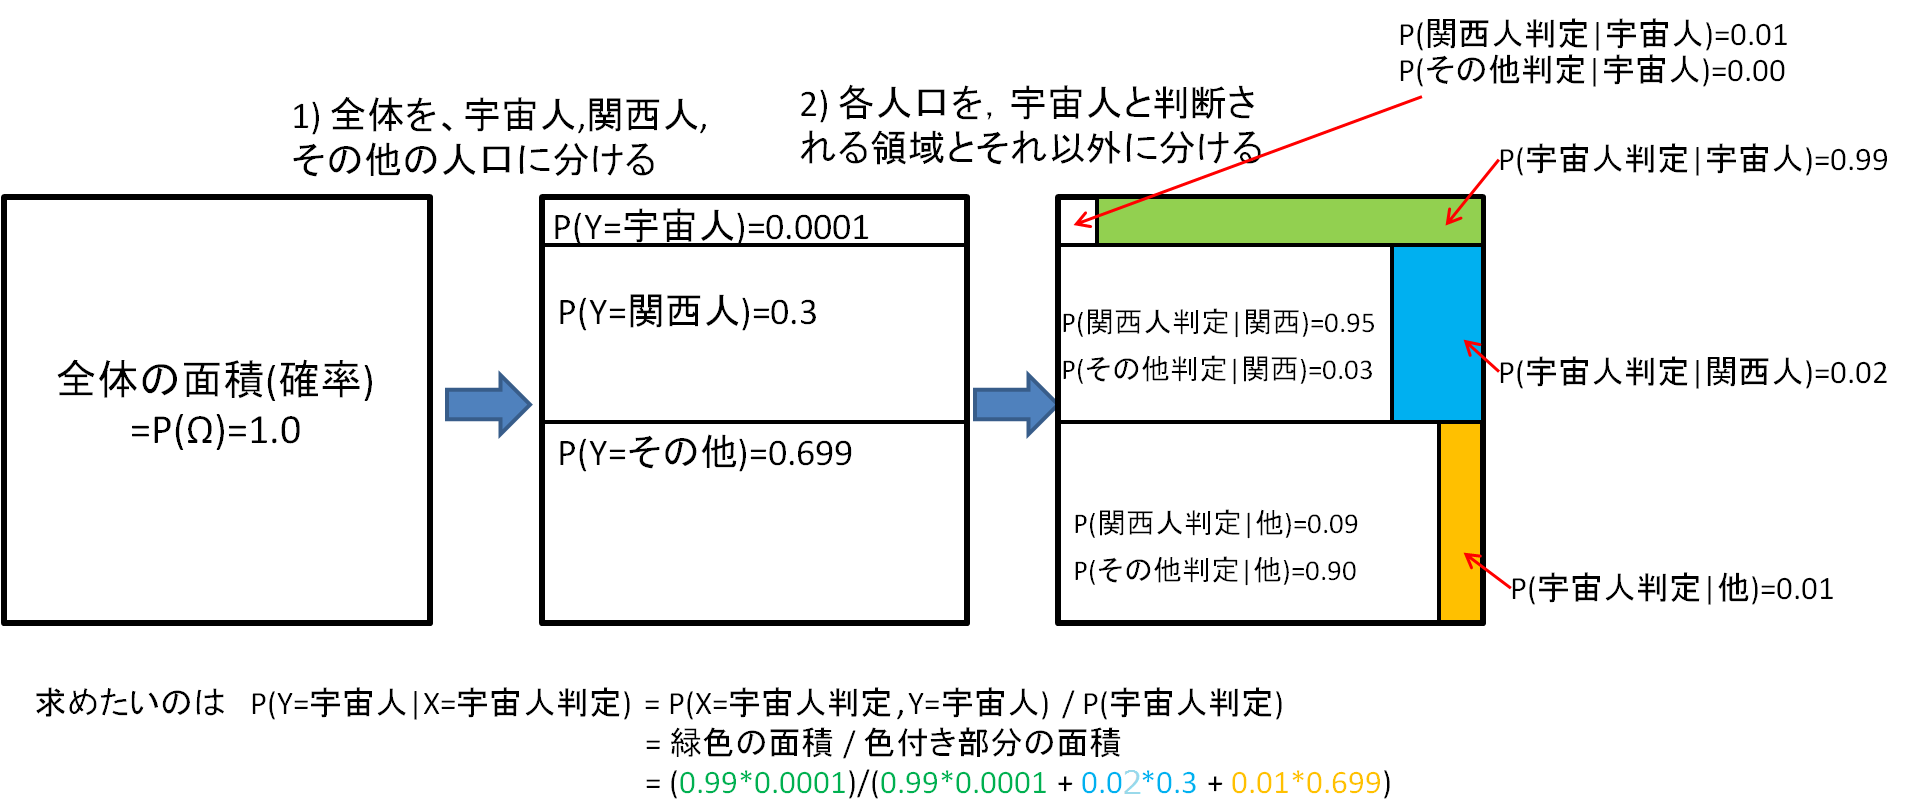 P(関西人判定|宇宙人)=0.01
P(その他判定|宇宙人)=0.00
1) 全体を、宇宙人,関西人,
その他の人口に分ける
2) 各人口を，宇宙人と判断さ
れる領域とそれ以外に分ける
P(宇宙人判定|宇宙人)=0.99
全体の面積(確率)
=P(Ω)=1.0
P(Y=宇宙人)=0.0001
P(Y=関西人)=0.3
P(Y=その他)=0.699
P(関西人判定|関西)=0.95
P(その他判定|関西)=0.03
P(宇宙人判定|関西人)=0.02
P(関西人判定|他)=0.09
P(その他判定|他)=0.90
P(宇宙人判定|他)=0.01
求めたいのは P(Y=宇宙人|X=宇宙人判定) = P(X=宇宙人判定,Y=宇宙人) / P(宇宙人判定)
= 緑色の面積 / 色付き部分の面積
= (0.99*0.0001)/(0.99*0.0001 + 0.02*0.3 + 0.01*0.699)